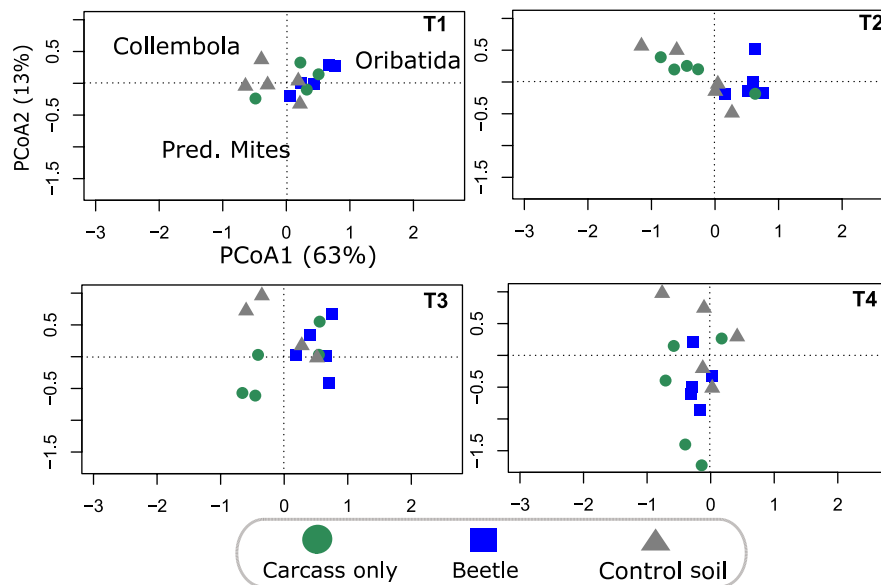 T1
Collembola
Oribatida
Pred. Mites
PCoA2 (13%)
0.5
−0.5
−1.5
−3 −2 −1 0 1 2
PCoA1 (63%)
T2
0.5
−0.5
−1.5
−3 −2 −1 0 1 2
T3
0.5
−0.5
−1.5
−3 −2 −1 0 1 2
T4
0.5
−0.5
−1.5
−3 −2 −1 0 1 2
Carcass only Beetle Control soil